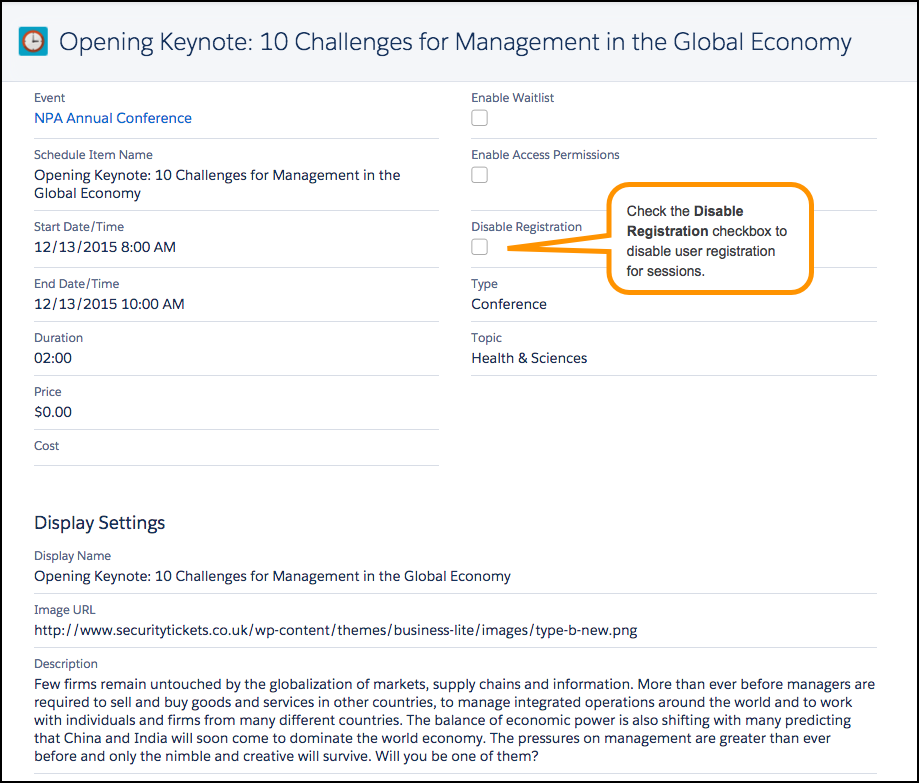 Opening Keynote: 10 Challenges for Management in the Global Economy
Event
NPA Annual Conference
Schedule Item Name
Opening Keynote: 10 Challenges for Management in the
Global Economy
Start Date/Time
12/13/2015 8:00 AM
End Date/Time
12/13/2015 10:00 AM
Duration
02:00
Price
$0.00
Cost
Enable Waitlist
Enable Access Permissions
Disable Registration
Check the Disable
Registration checkbox to
disable user registration
for sessions.
Type
Conference
Topic
Health & Sciences
Display Settings
Display Name
Opening Keynote: 10 Challenges for Management in the Global Economy
Image URL
http://www.securitytickets.co.uk/wp-content/themes/business-lite/images/type-b-new.png
Description
Few firms remain untouched by the globalization of markets, supply chains and information. More than ever before managers are
required to sell and buy goods and services in other countries, to manage integrated operations around the world and to work
with individuals and firms from many different countries. The balance of economic power is also shifting with many predicting
that China and India will soon come to dominate the world economy. The pressures on management are greater than ever
before and only the nimble and creative will survive. Will you be one of them?